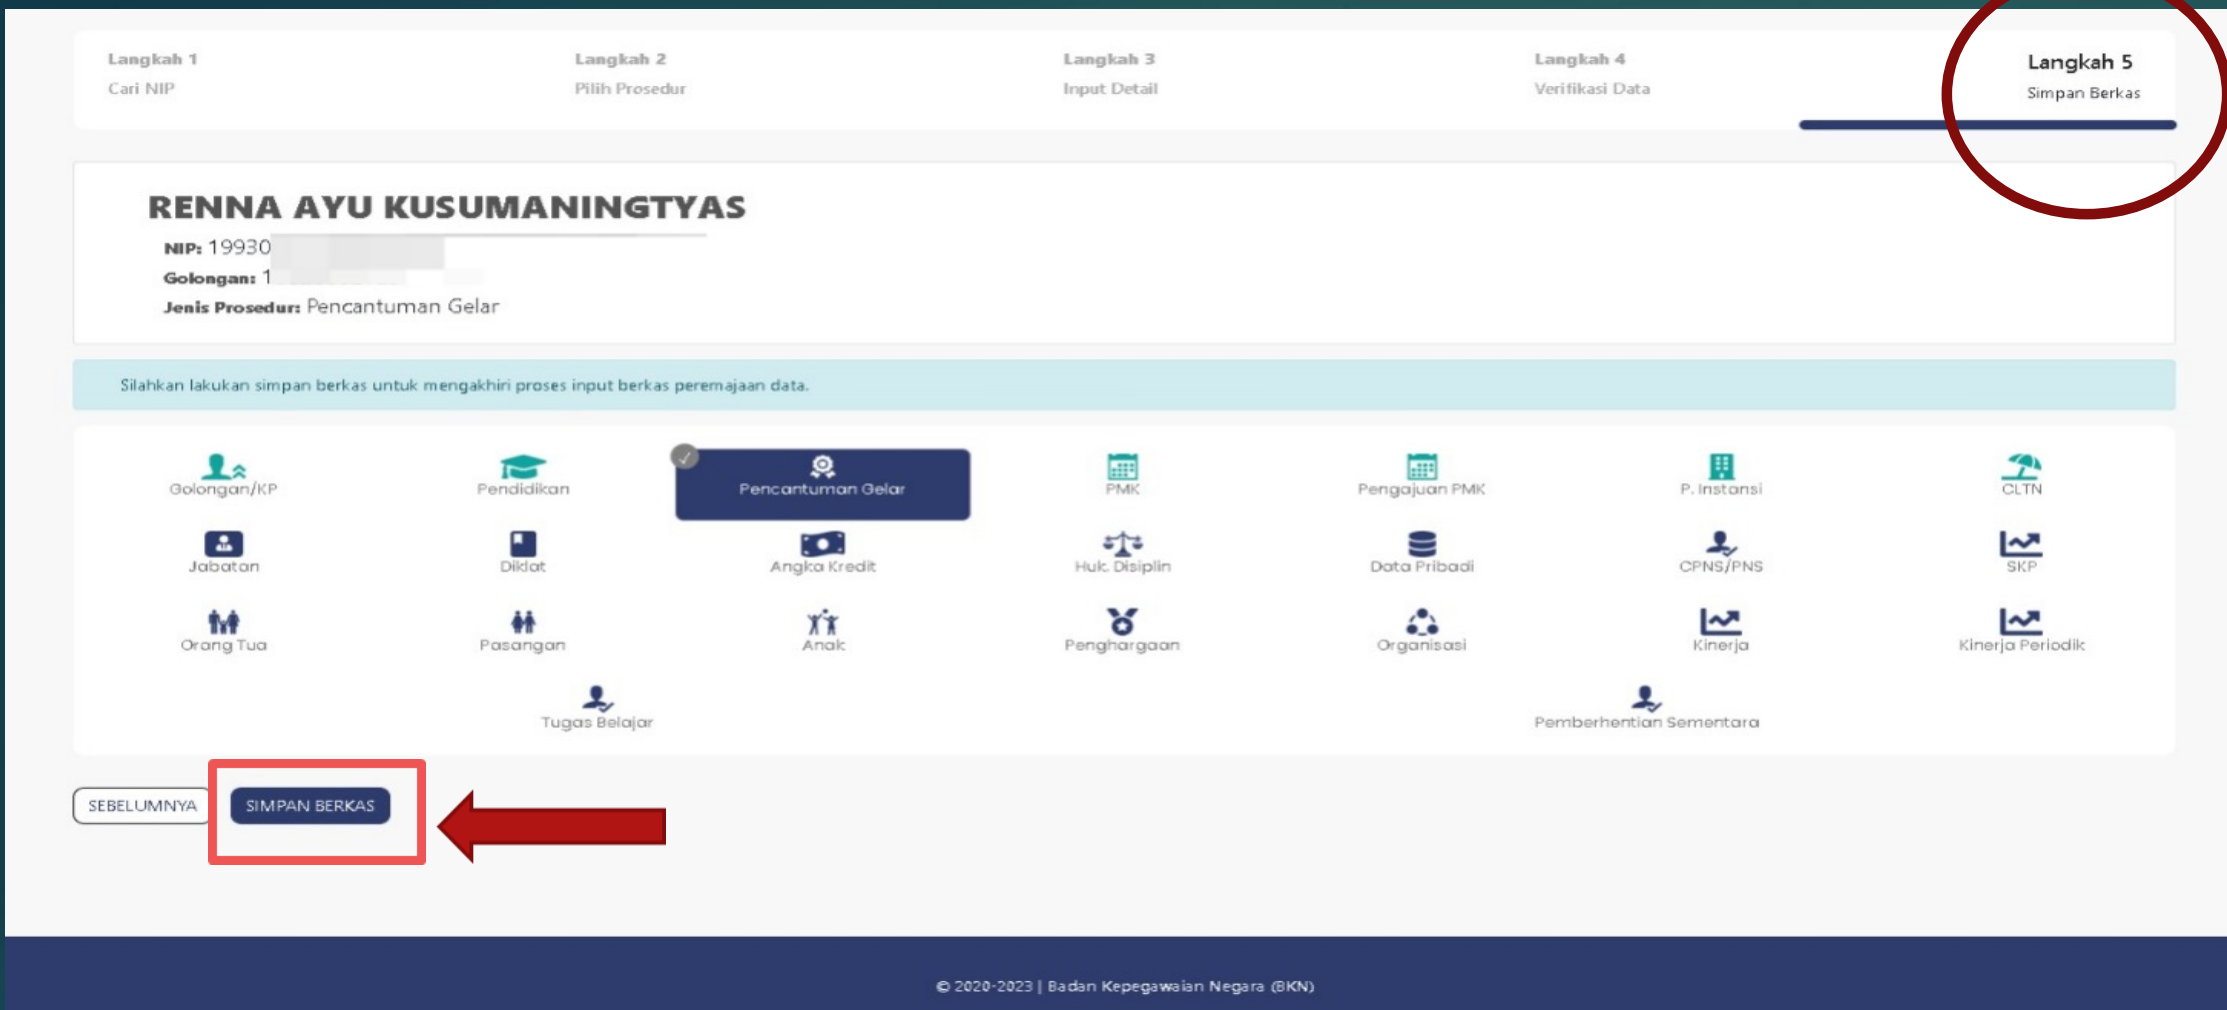 Langkah 1
Cari NIP
Langkah 2
Pilih Prosedur
Langkah 3
Input Detail
Langkah 4
Verifikasi Data
Langkah 5
Simpan Berkas
RENNA AYU KUSUMANINGTYAS
NIP: 19930
Golongan: 1
Jenis Prosedur: Pencantuman Gelar
Silahkan lakukan simpan berkas untuk mengakhiri proses input berkas peremajaan data.
Golongan/KP
Pendidikan
Pencantuman Gelar
PMK
Pengajuan PMK
P. Instansi
CLTN
Jabatan
Diklat
Angka Kredit
Huk. Disiplin
Data Pribadi
CPNS/PNS
SKP
Orang Tua
Pasangan
Anak
Penghargaan
Organisasi
Kinerja
Kinerja Periodik
Tugas Belajar
Pemberhentian Sementara
SEBELUMNYA
SIMPAN BERKAS
© 2020-2023 | Badan Kepegawaian Negara (BKN)